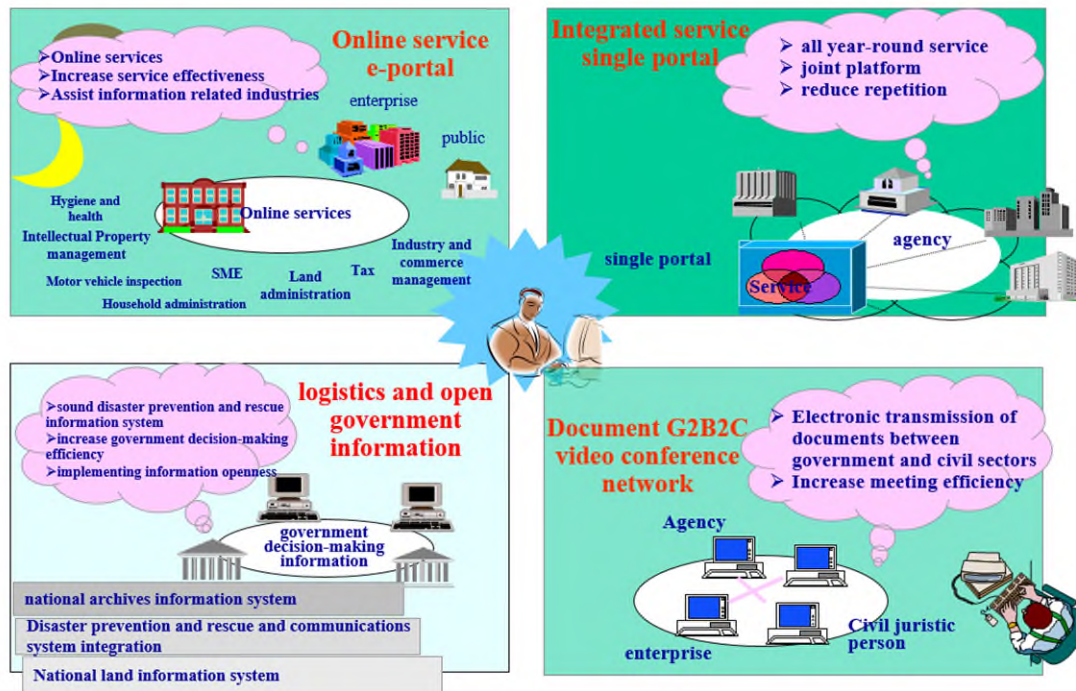 Online service
e-portal
➢Online services
➢Increase service effectiveness
➢Assist information related industries
enterprise
public
Online services
Hygiene and
health
Intellectual Property
management
Motor vehicle inspection
Household administration
SME
Land
administration
Tax
Industry and
commerce
management
Integrated service
single portal
➢ all year-round service
➢ joint platform
➢ reduce repetition
agency
single portal
Service
logistics and open
government
information
➢sound disaster prevention and rescue
information system
➢increase government decision-making
efficiency
➢implementing information openness
government
decision-making
information
national archives information system
Disaster prevention and rescue and communications
system integration
National land information system
Document G2B2C
video conference
network
➢ Electronic transmission of
documents between
government and civil sectors
➢ Increase meeting efficiency
Agency
enterprise
Civil juristic
person